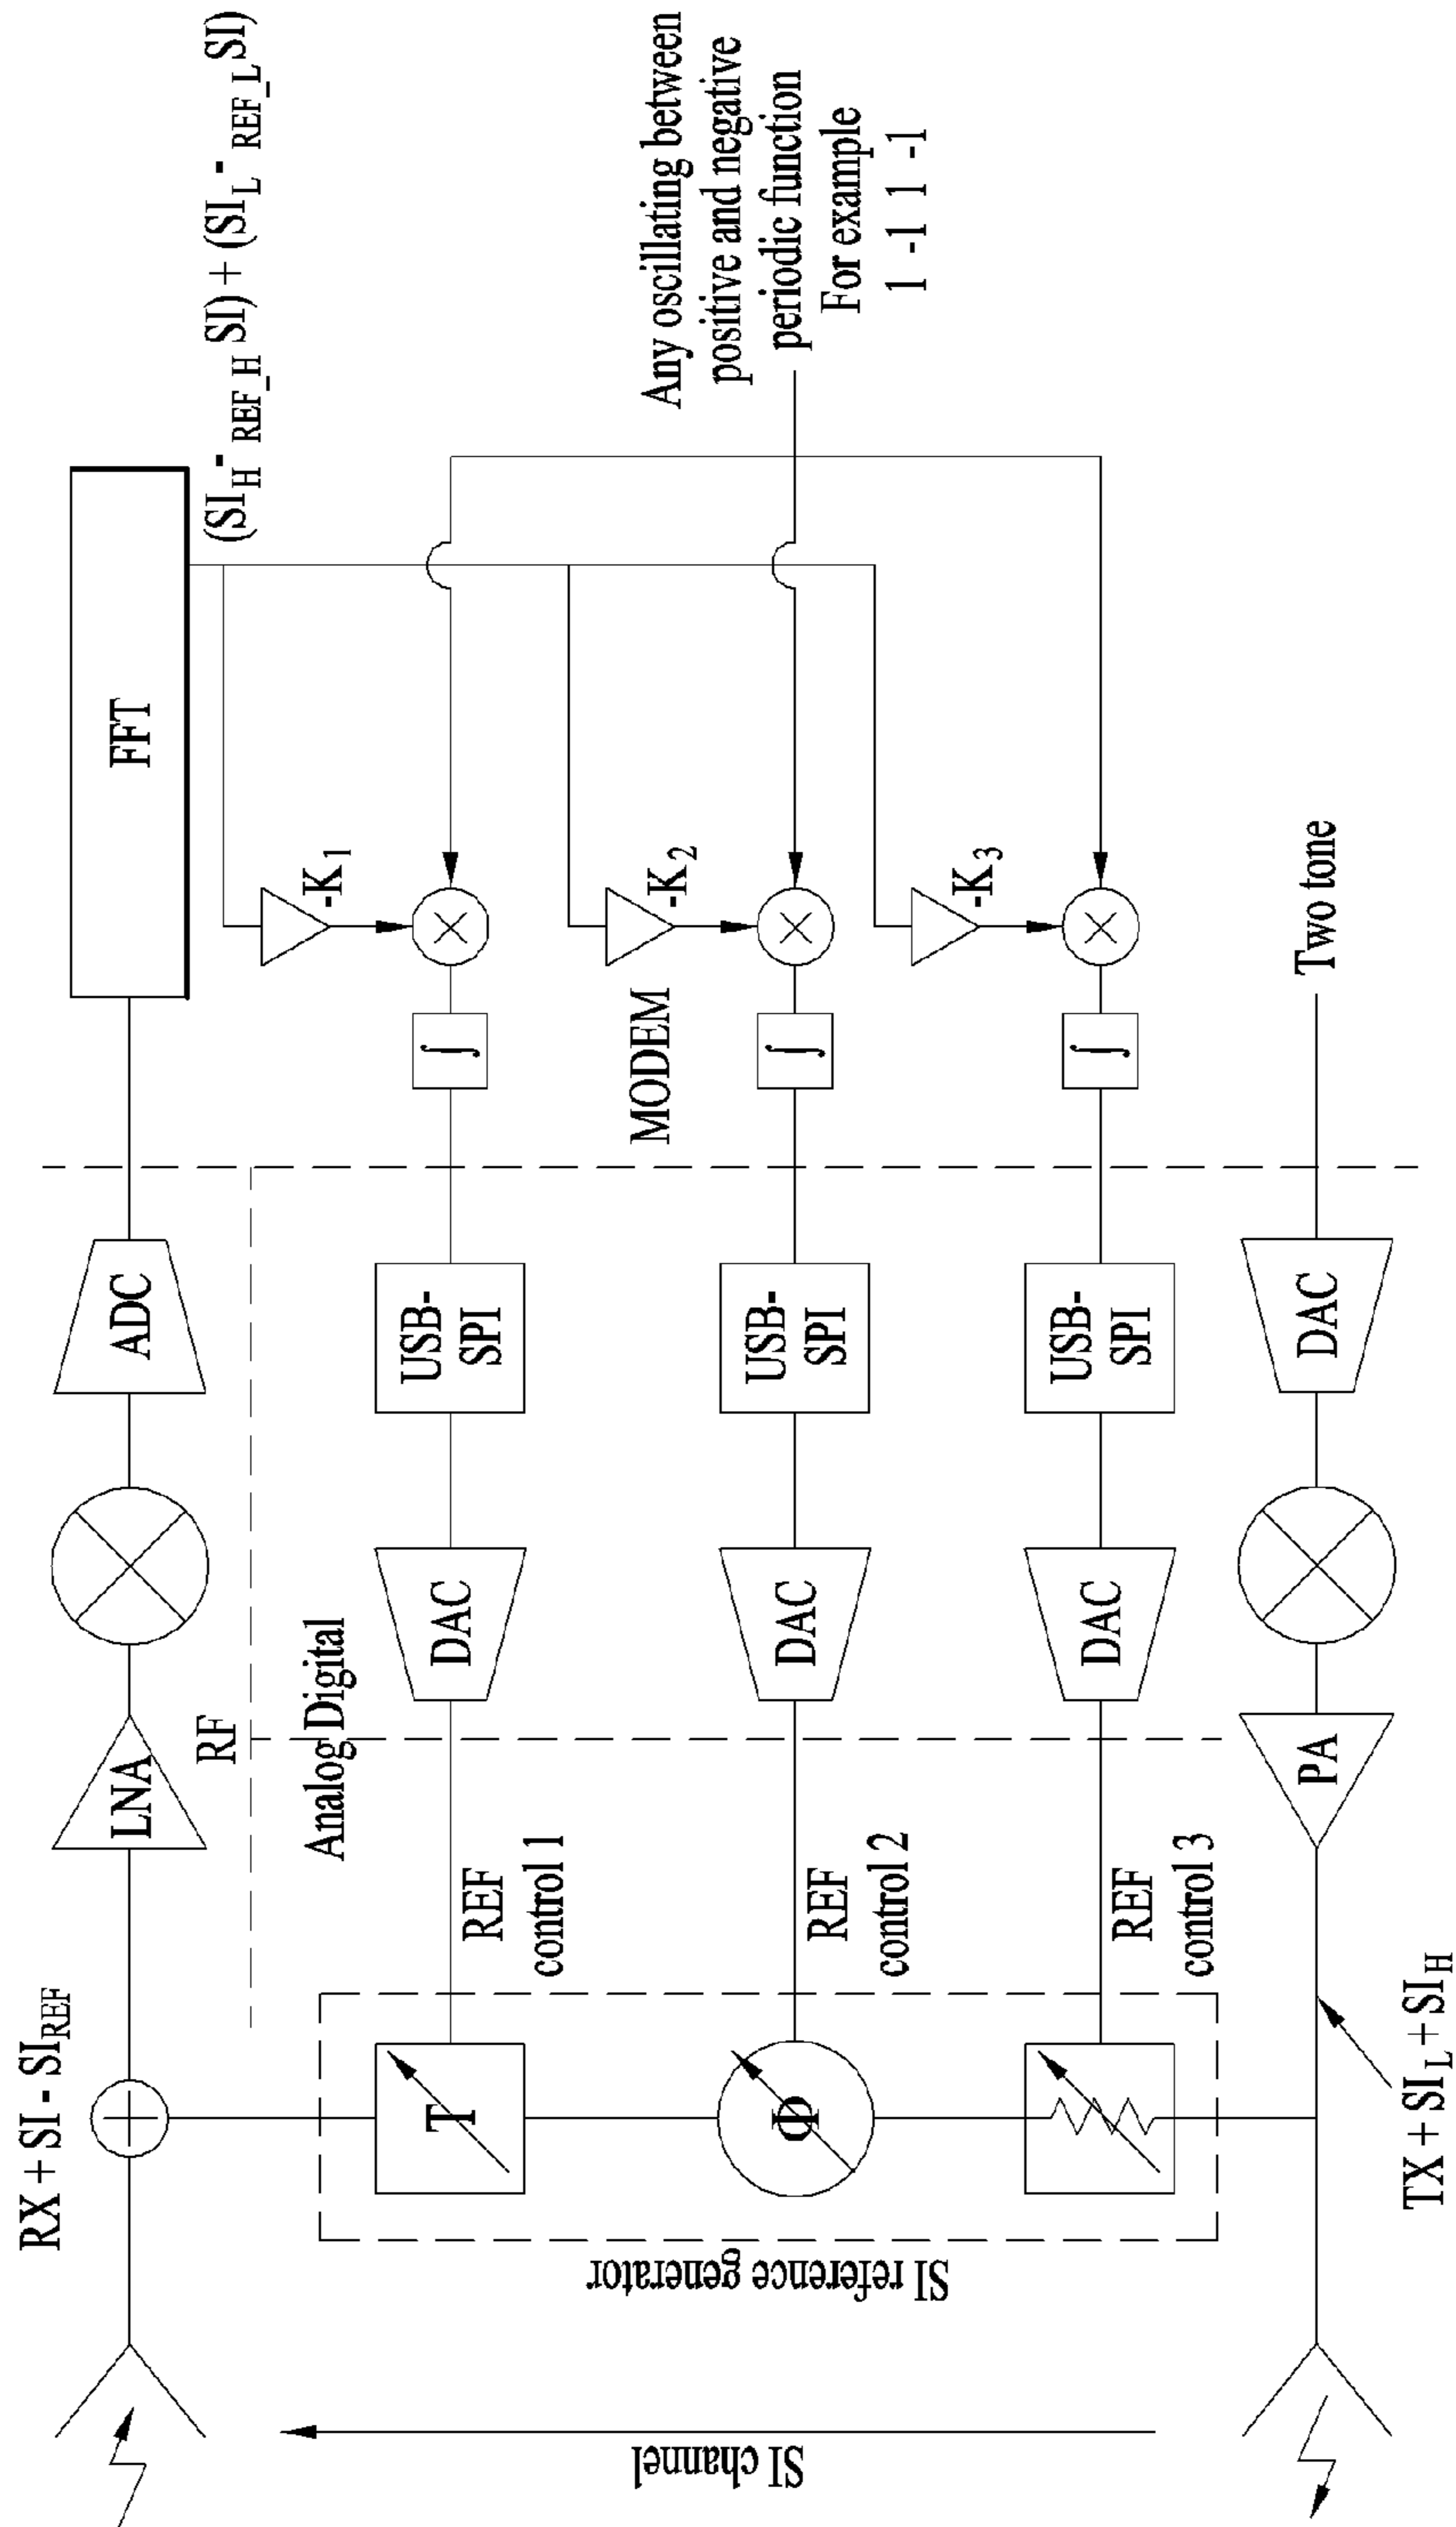 RX + SI - SI_REF
LNA
ADC
FFT
(SI_H - REF_H SI) + (SI_L - REF_L SI)
RF
Analog Digital
SI channel
SI reference generator
T
REF
control 1
DAC
USB-
SPI
∫
-K1
MODEM
Φ
REF
control 2
DAC
USB-
SPI
∫
-K2
Any oscillating between
positive and negative
periodic function
For example
1 -1 1 -1
REF
control 3
DAC
USB-
SPI
∫
-K3
TX + SI_L + SI_H
PA
DAC
Two tone